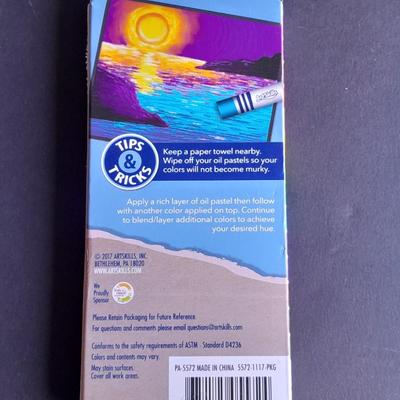 ArtSkills
TIPS
&
TRICKS
Keep a paper towel nearby.
Wipe off your oil pastels so your
colors will not become murky.
Apply a rich layer of oil pastel then follow
with another color applied on top. Continue
to blend/layer additional colors to achieve
your desired hue.
© 2017 ARTSKILLS, INC.
BETHLEHEM, PA 18020
WWW.ARTSKILLS.COM
We
Proudly
Sponsor
Please Retain Packaging for Future Reference.
For questions and comments please email questions@artskills.com
Conforms to the safety requirements of ASTM - Standard D4236
Colors and contents may vary.
May stain surfaces.
Cover all work areas.
PA-5572 MADE IN CHINA 5572-1117-PKG